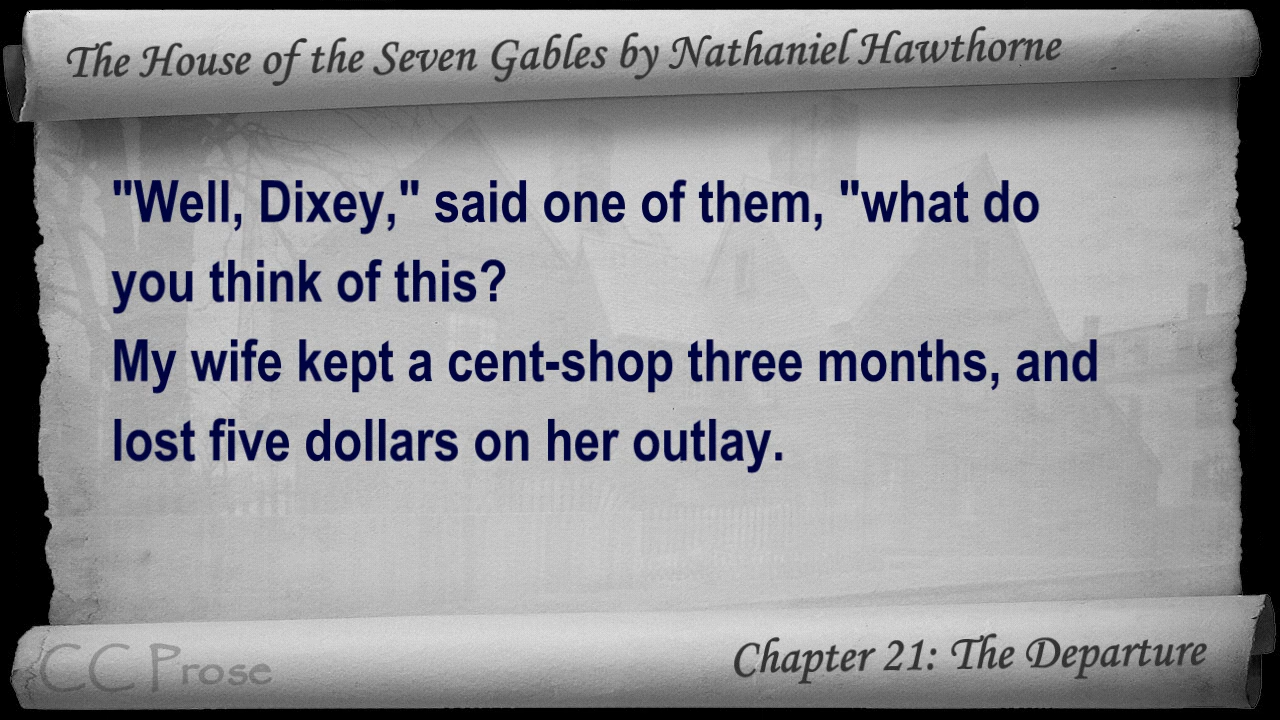 The House of the Seven Gables by Nathaniel Hawthorne
"Well, Dixey," said one of them, "what do
you think of this?
My wife kept a cent-shop three months, and
lost five dollars on her outlay.
CC Prose
Chapter 21: The Departure